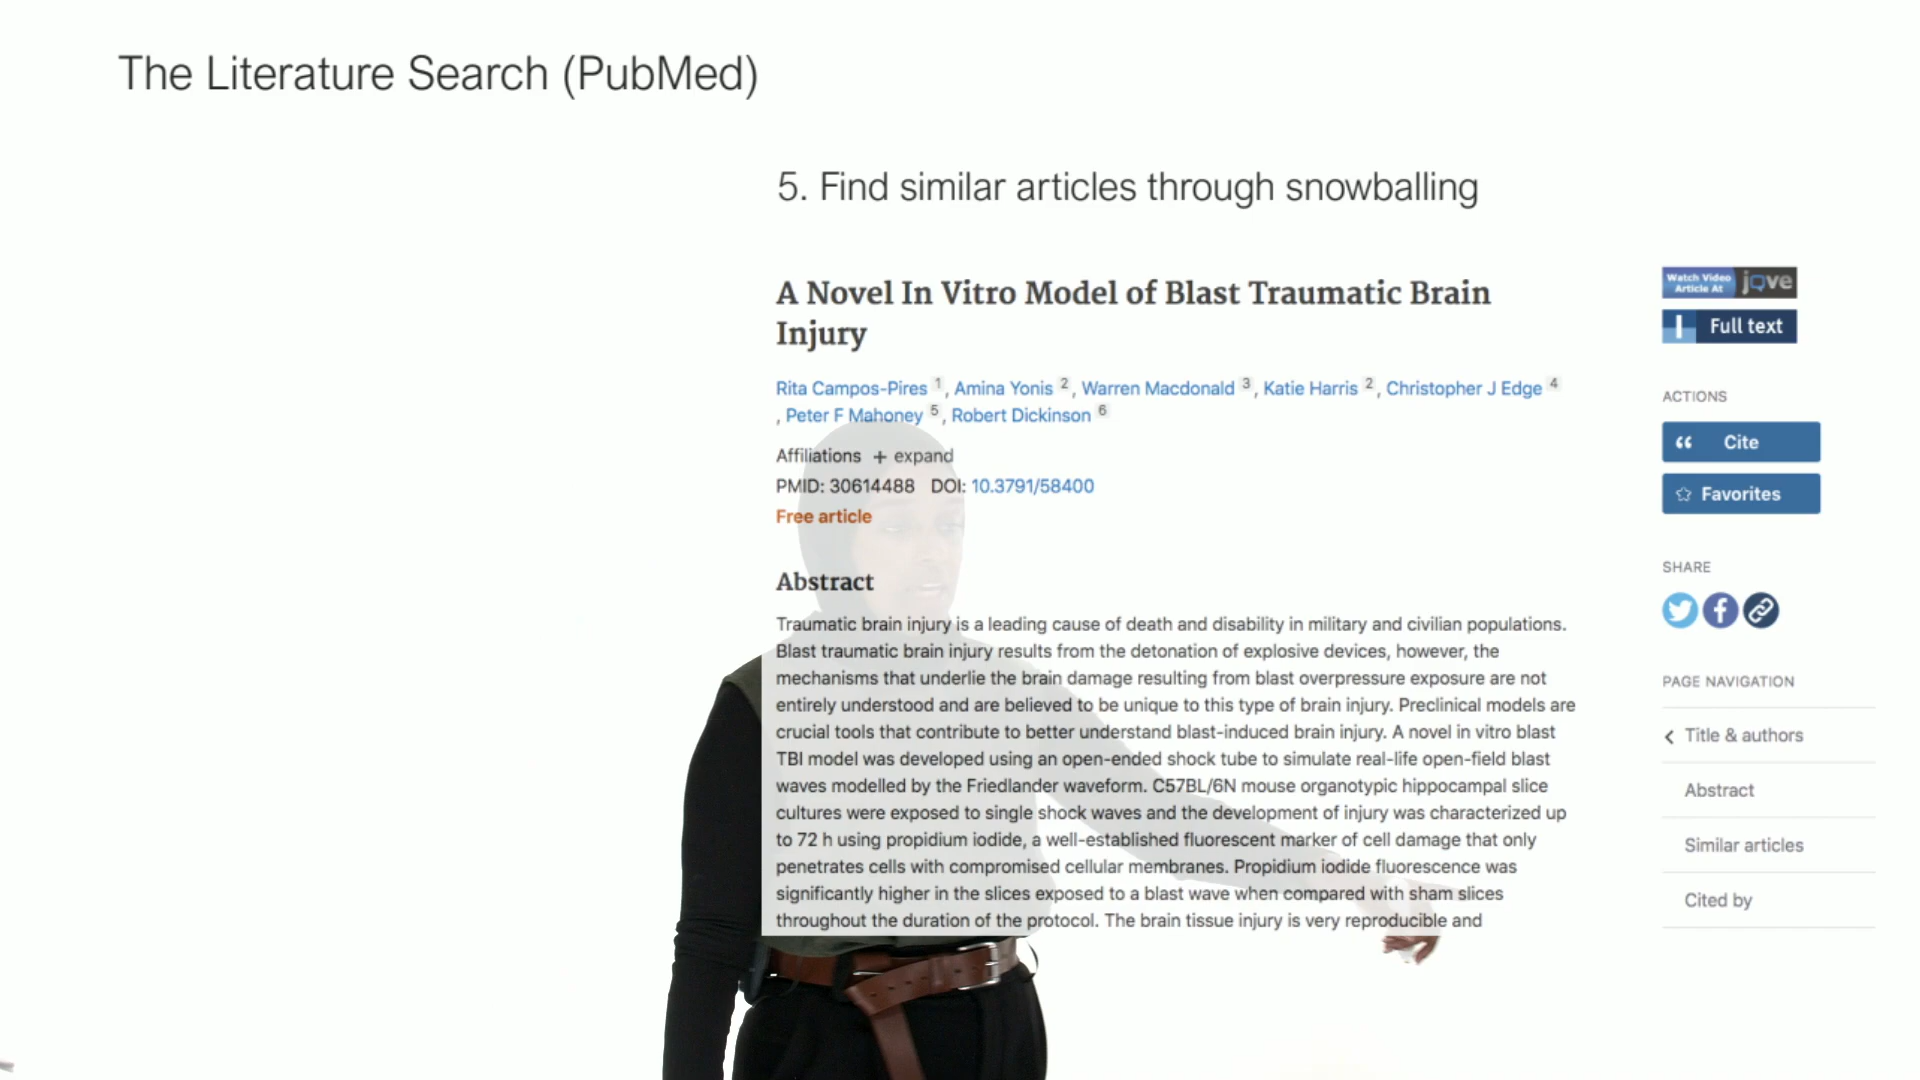 The Literature Search (PubMed)
5. Find similar articles through snowballing
A Novel In Vitro Model of Blast Traumatic Brain
Injury
Rita Campos-Pires 1, Amina Yonis 2, Warren Macdonald 3, Katie Harris 2, Christopher J Edge 4
, Peter F Mahoney 5, Robert Dickinson 6
Affiliations + expand
PMID: 30614488 DOI: 10.3791/58400
Free article
Abstract
Traumatic brain injury is a leading cause of death and disability in military and civilian populations.
Blast traumatic brain injury results from the detonation of explosive devices, however, the
mechanisms that underlie the brain damage resulting from blast overpressure exposure are not
entirely understood and are believed to be unique to this type of brain injury. Preclinical models are
crucial tools that contribute to better understand blast-induced brain injury. A novel in vitro blast
TBI model was developed using an open-ended shock tube to simulate real-life open-field blast
waves modelled by the Friedlander waveform. C57BL/6N mouse organotypic hippocampal slice
cultures were exposed to single shock waves and the development of injury was characterized up
to 72 h using propidium iodide, a well-established fluorescent marker of cell damage that only
penetrates cells with compromised cellular membranes. Propidium iodide fluorescence was
significantly higher in the slices exposed to a blast wave when compared with sham slices
throughout the duration of the protocol. The brain tissue injury is very reproducible and
Watch Video
Article At
jove
Full text
ACTIONS
Cite
Favorites
SHARE
PAGE NAVIGATION
Title & authors
Abstract
Similar articles
Cited by